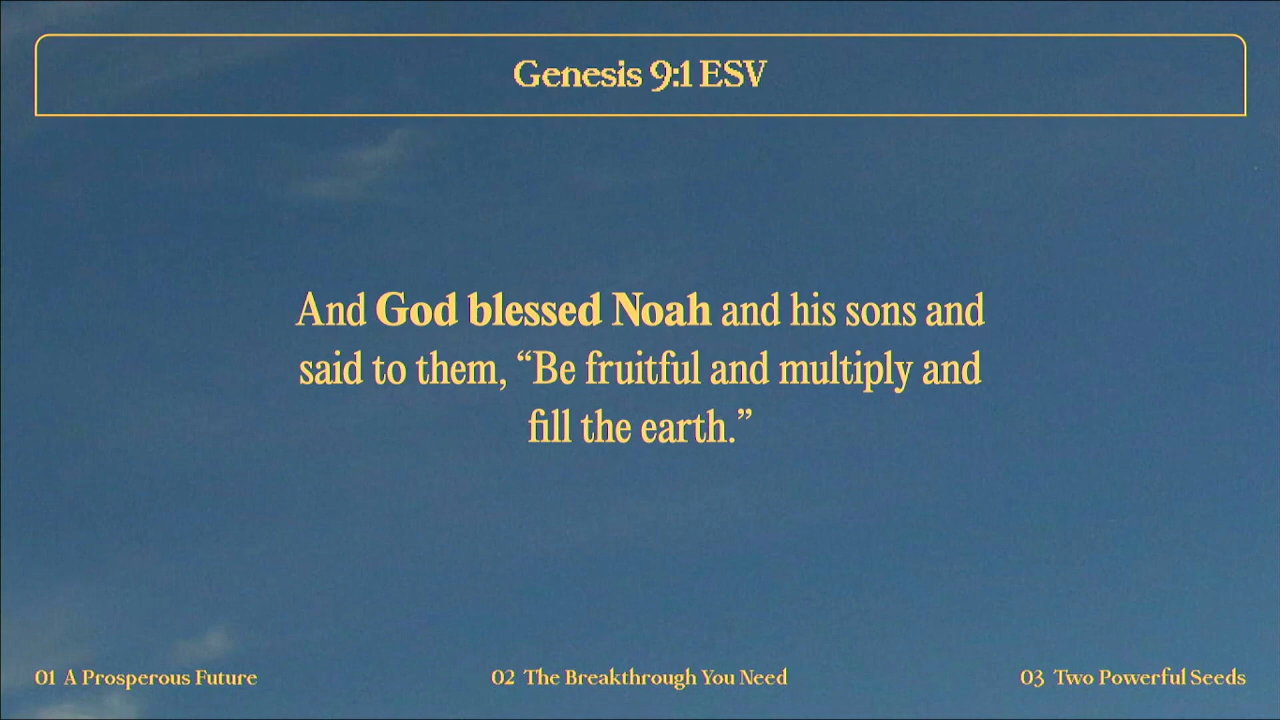 Genesis 9:1 ESV
And God blessed Noah and his sons and
said to them, “Be fruitful and multiply and
fill the earth.”
01 A Prosperous Future
02 The Breakthrough You Need
03 Two Powerful Seeds